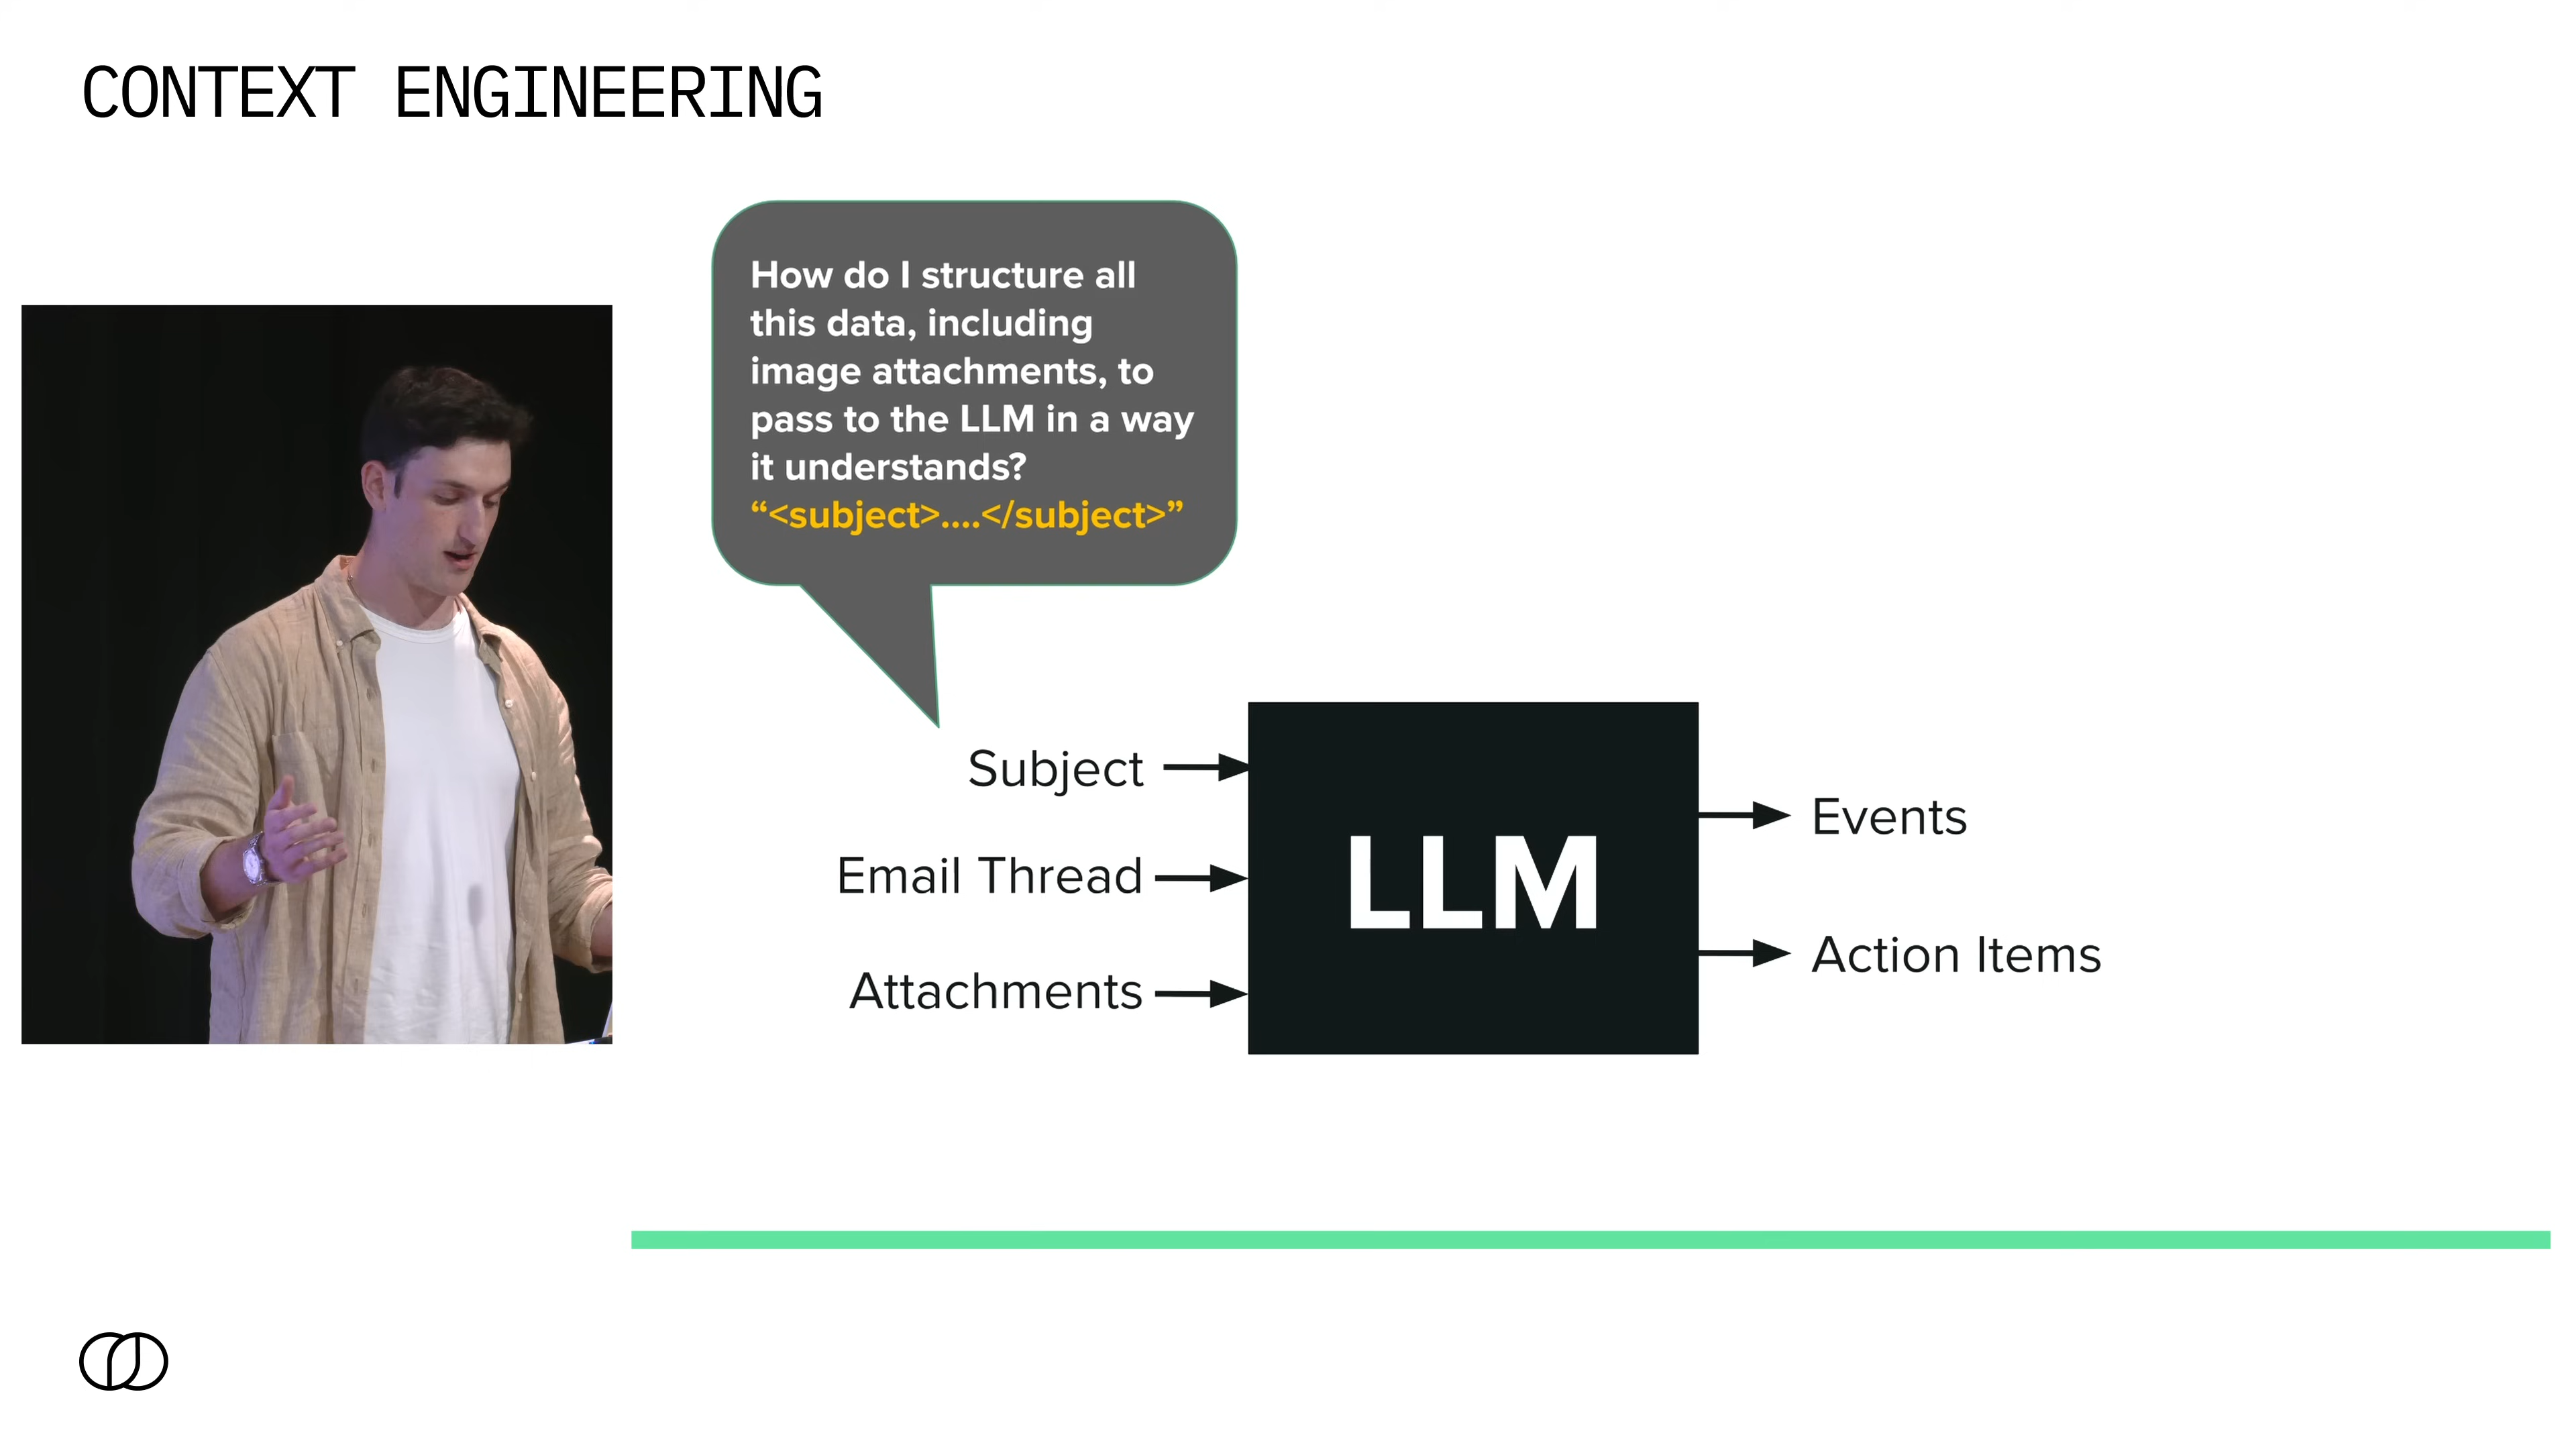 CONTEXT ENGINEERING
How do I structure all
this data, including
image attachments, to
pass to the LLM in a way
it understands?
“<subject>....</subject>”
Subject
Email Thread
Attachments
LLM
Events
Action Items